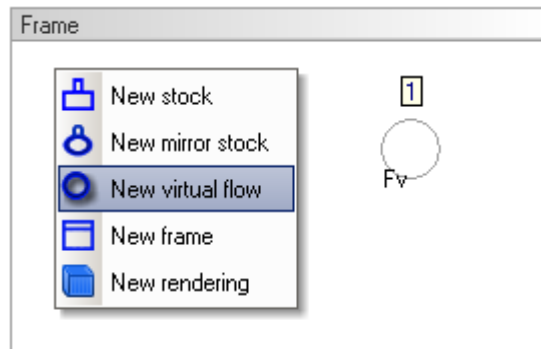 Frame
New stock
New mirror stock
New virtual flow
New frame
New rendering
1
Fv